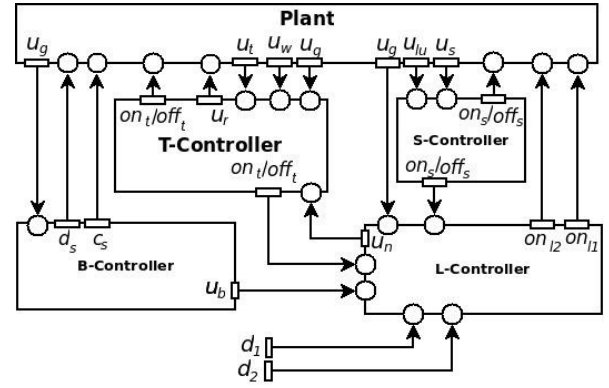 Plant
u_g u_t u_w u_q u_g u_lu u_s
on_t/off_t u_r on_s/off_s
T-Controller S-Controller
on_t/off_t on_s/off_s
d_s c_s u_n on_l2 on_l1
B-Controller L-Controller
u_b
d_1
d_2